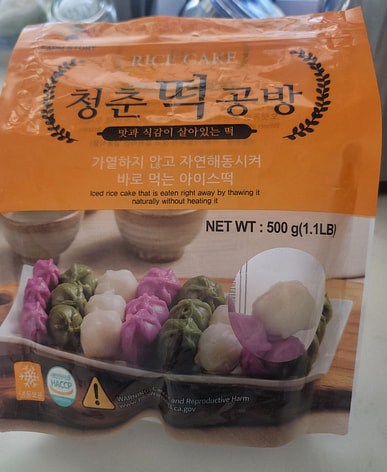 RICE CAKE
청춘 떡 공방
맛과 식감이 살아있는 떡
가열하지 않고 자연해동시켜
바로 먹는 아이스떡
Iced rice cake that is eaten right away by thawing it
naturally without heating it
NET WT : 500 g(1.1LB)
HACCP
and Reproductive Harm
.ca.gov